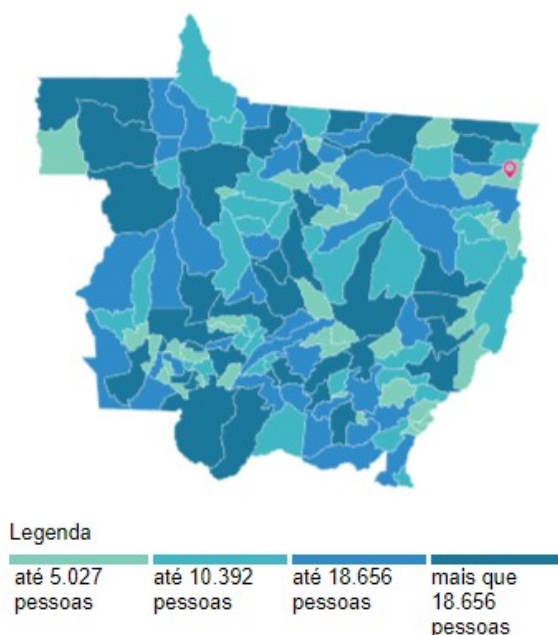 Legenda
até 5.027 pessoas
até 10.392 pessoas
até 18.656 pessoas
mais que 18.656 pessoas